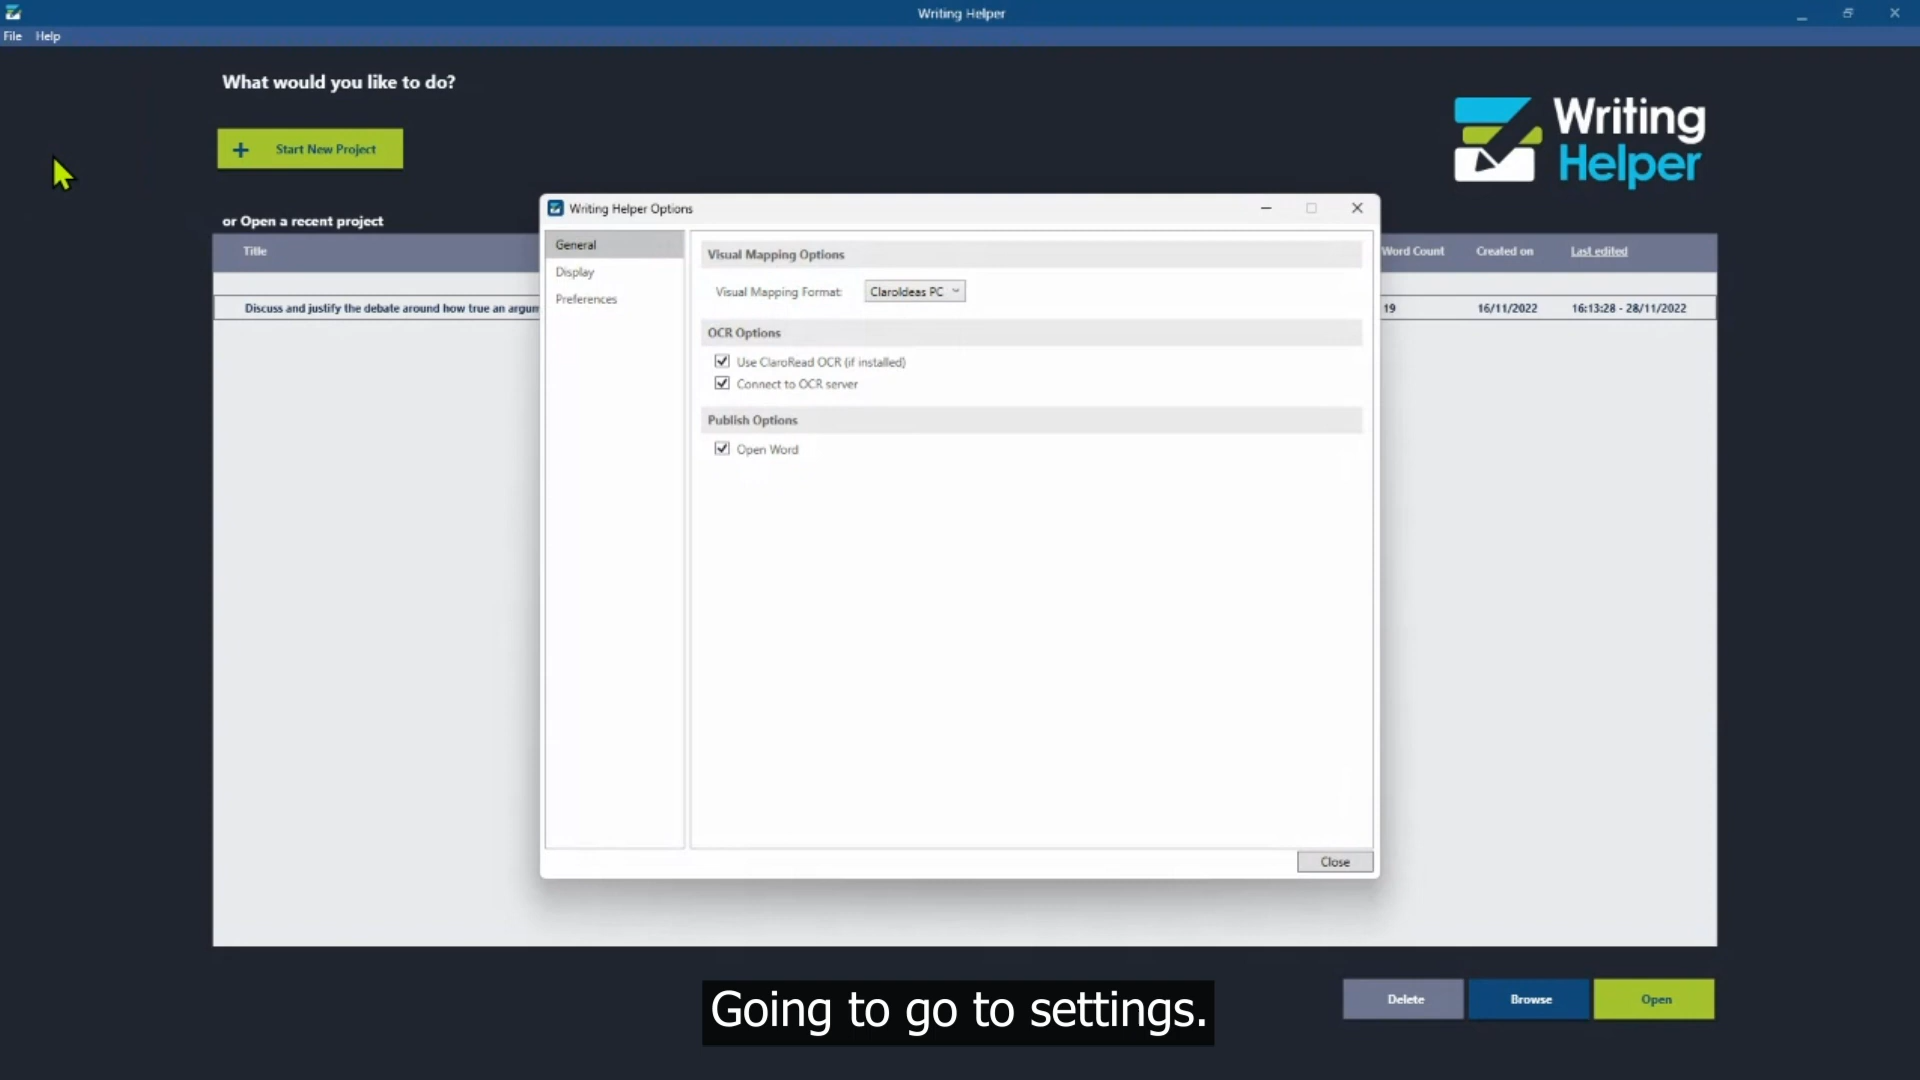 Writing Helper
File Help
What would you like to do?
+ Start New Project
Writing
Helper
Writing Helper Options
or Open a recent project
Title
Word Count
Created on
Last edited
General
Display
Preferences
Visual Mapping Options
Visual Mapping Format:
ClaroIdeas PC
OCR Options
Use ClaroRead OCR (if installed)
Connect to OCR server
Publish Options
Open Word
Discuss and justify the debate around how true an argum
19
16/11/2022
16:13:28 - 28/11/2022
Close
Delete
Browse
Open
Going to go to settings.